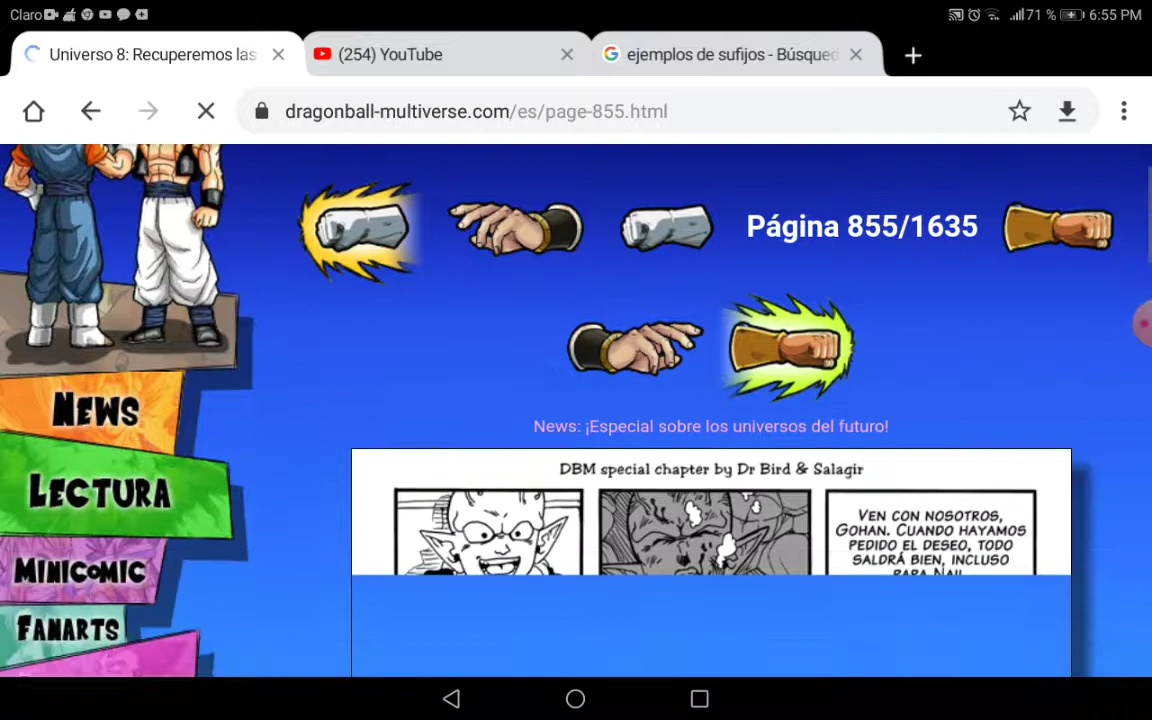 Claro
71 %
6:55 PM
Universo 8: Recuperemos las
(254) YouTube
ejemplos de sufijos - Búsqued
dragonball-multiverse.com/es/page-855.html
Página 855/1635
News: ¡Especial sobre los universos del futuro!
NEWS
LECTURA
MINICOMIC
FANARTS
DBM special chapter by Dr Bird & Salagir
VEN CON NOSOTROS,
GOHAN. CUANDO HAYAMOS
PEDIDO EL DESEO, TODO
SALDRÁ BIEN, INCLUSO
PARA NAIL